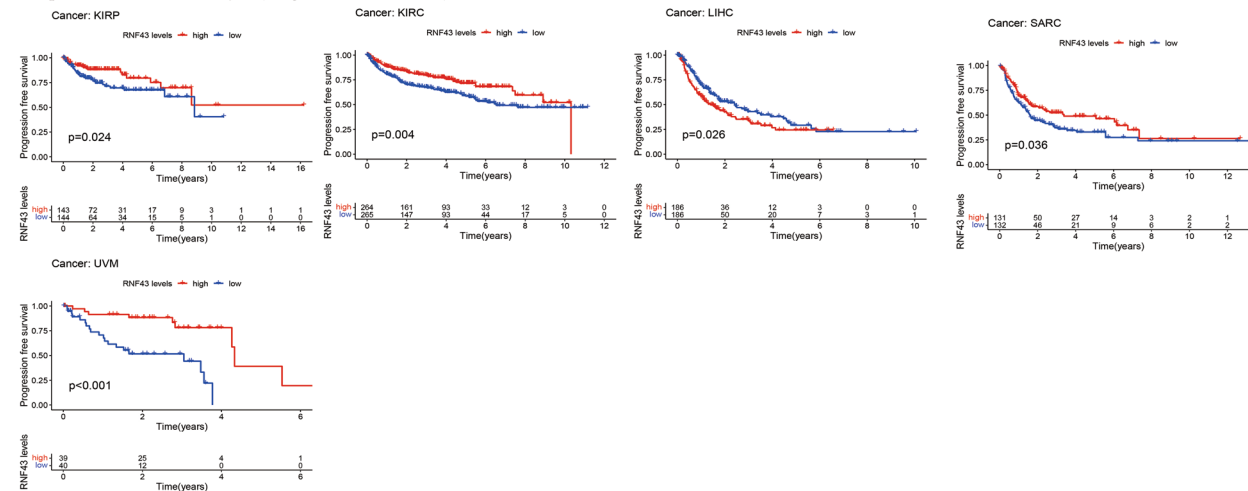 Cancer: KIRP
RNF43 levels high low
Progression free survival
1.00
0.75
0.50
0.25
0.00
p=0.024
0 2 4 6 8 10 12 14 16
Time(years)
RNF43 levels
high 143 72 31 17 9 3 1 1 1
low 144 64 34 15 5 1 0 0 0
0 2 4 6 8 10 12 14 16
Time(years)
Cancer: KIRC
RNF43 levels high low
Progression free survival
1.00
0.75
0.50
0.25
0.00
p=0.004
0 2 4 6 8 10 12
Time(years)
RNF43 levels
high 264 161 93 33 12 3 0
low 265 147 93 44 17 5 0
0 2 4 6 8 10 12
Time(years)
Cancer: LIHC
RNF43 levels high low
Progression free survival
1.00
0.75
0.50
0.25
0.00
p=0.026
0 2 4 6 8 10
Time(years)
RNF43 levels
high 186 36 12 3 0 0
low 186 50 20 7 3 1
0 2 4 6 8 10
Time(years)
Cancer: SARC
RNF43 levels high low
Progression free survival
1.00
0.75
0.50
0.25
0.00
p=0.036
0 2 4 6 8 10 12
Time(years)
RNF43 levels
high 131 50 27 14 3 2 1
low 132 46 21 9 6 2 2
0 2 4 6 8 10 12
Time(years)
Cancer: UVM
RNF43 levels high low
Progression free survival
1.00
0.75
0.50
0.25
0.00
p<0.001
0 2 4 6
Time(years)
RNF43 levels
high 39 25 4 1
low 40 12 0 0
0 2 4 6
Time(years)